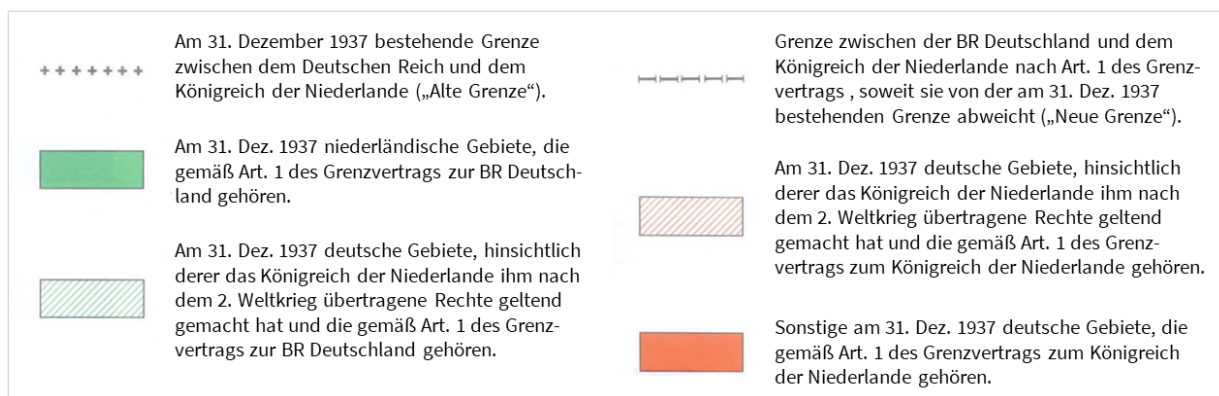 Am 31. Dezember 1937 bestehende Grenze
zwischen dem Deutschen Reich und dem
Königreich der Niederlande („Alte Grenze“).
Am 31. Dez. 1937 niederländische Gebiete, die
gemäß Art. 1 des Grenzvertrags zur BR Deutsch-
land gehören.
Am 31. Dez. 1937 deutsche Gebiete, hinsichtlich
derer das Königreich der Niederlande ihm nach
dem 2. Weltkrieg übertragene Rechte geltend
gemacht hat und die gemäß Art. 1 des Grenz-
vertrags zur BR Deutschland gehören.
Grenze zwischen der BR Deutschland und dem
Königreich der Niederlande nach Art. 1 des Grenz-
vertrags , soweit sie von der am 31. Dez. 1937
bestehenden Grenze abweicht („Neue Grenze“).
Am 31. Dez. 1937 deutsche Gebiete, hinsichtlich
derer das Königreich der Niederlande ihm nach
dem 2. Weltkrieg übertragene Rechte geltend
gemacht hat und die gemäß Art. 1 des Grenz-
vertrags zum Königreich der Niederlande gehören.
Sonstige am 31. Dez. 1937 deutsche Gebiete, die
gemäß Art. 1 des Grenzvertrags zum Königreich
der Niederlande gehören.